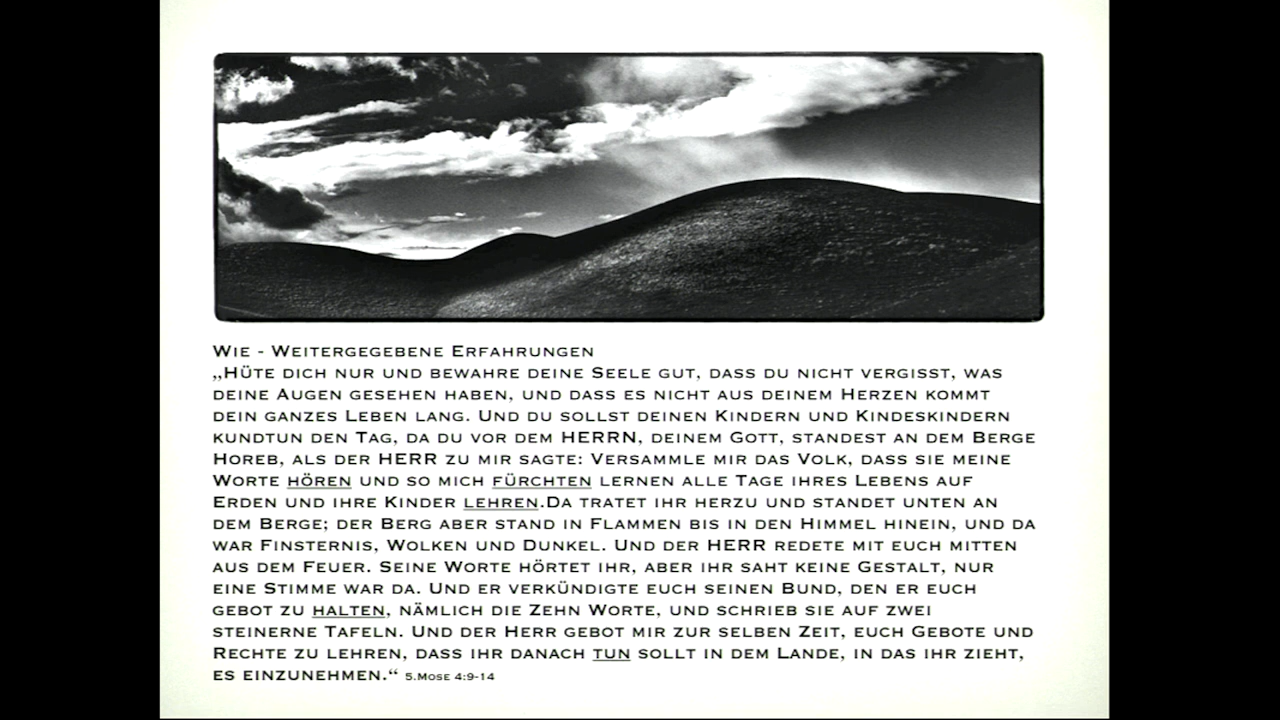 Wie - Weitergegebene Erfahrungen
„Hüte dich nur und bewahre deine Seele gut, dass du nicht vergisst, was
deine Augen gesehen haben, und dass es nicht aus deinem Herzen kommt
dein ganzes Leben lang. Und du sollst deinen Kindern und Kindeskindern
kundtun den Tag, da du vor dem HERRN, deinem Gott, standest an dem Berge
Horeb, als der HERR zu mir sagte: Versammle mir das Volk, dass sie meine
Worte hören und so mich fürchten lernen alle Tage ihres Lebens auf
Erden und ihre Kinder lehren.Da tratet ihr herzu und standet unten an
dem Berge; der Berg aber stand in Flammen bis in den Himmel hinein, und da
war Finsternis, Wolken und Dunkel. Und der HERR redete mit euch mitten
aus dem Feuer. Seine Worte hörtet ihr, aber ihr saht keine Gestalt, nur
eine Stimme war da. Und er verkündigte euch seinen Bund, den er euch
gebot zu halten, nämlich die Zehn Worte, und schrieb sie auf zwei
steinerne Tafeln. Und der Herr gebot mir zur selben Zeit, euch Gebote und
Rechte zu lehren, dass ihr danach tun sollt in dem Lande, in das ihr zieht,
es einzunehmen.“ 5.Mose 4:9-14